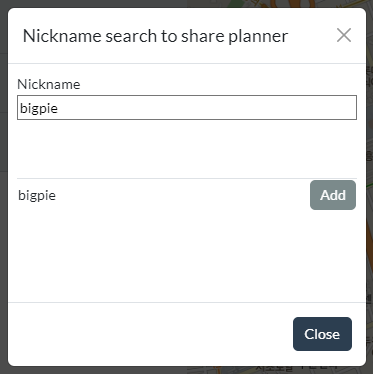 Nickname search to share planner
Nickname
bigpie
bigpie
Add
Close